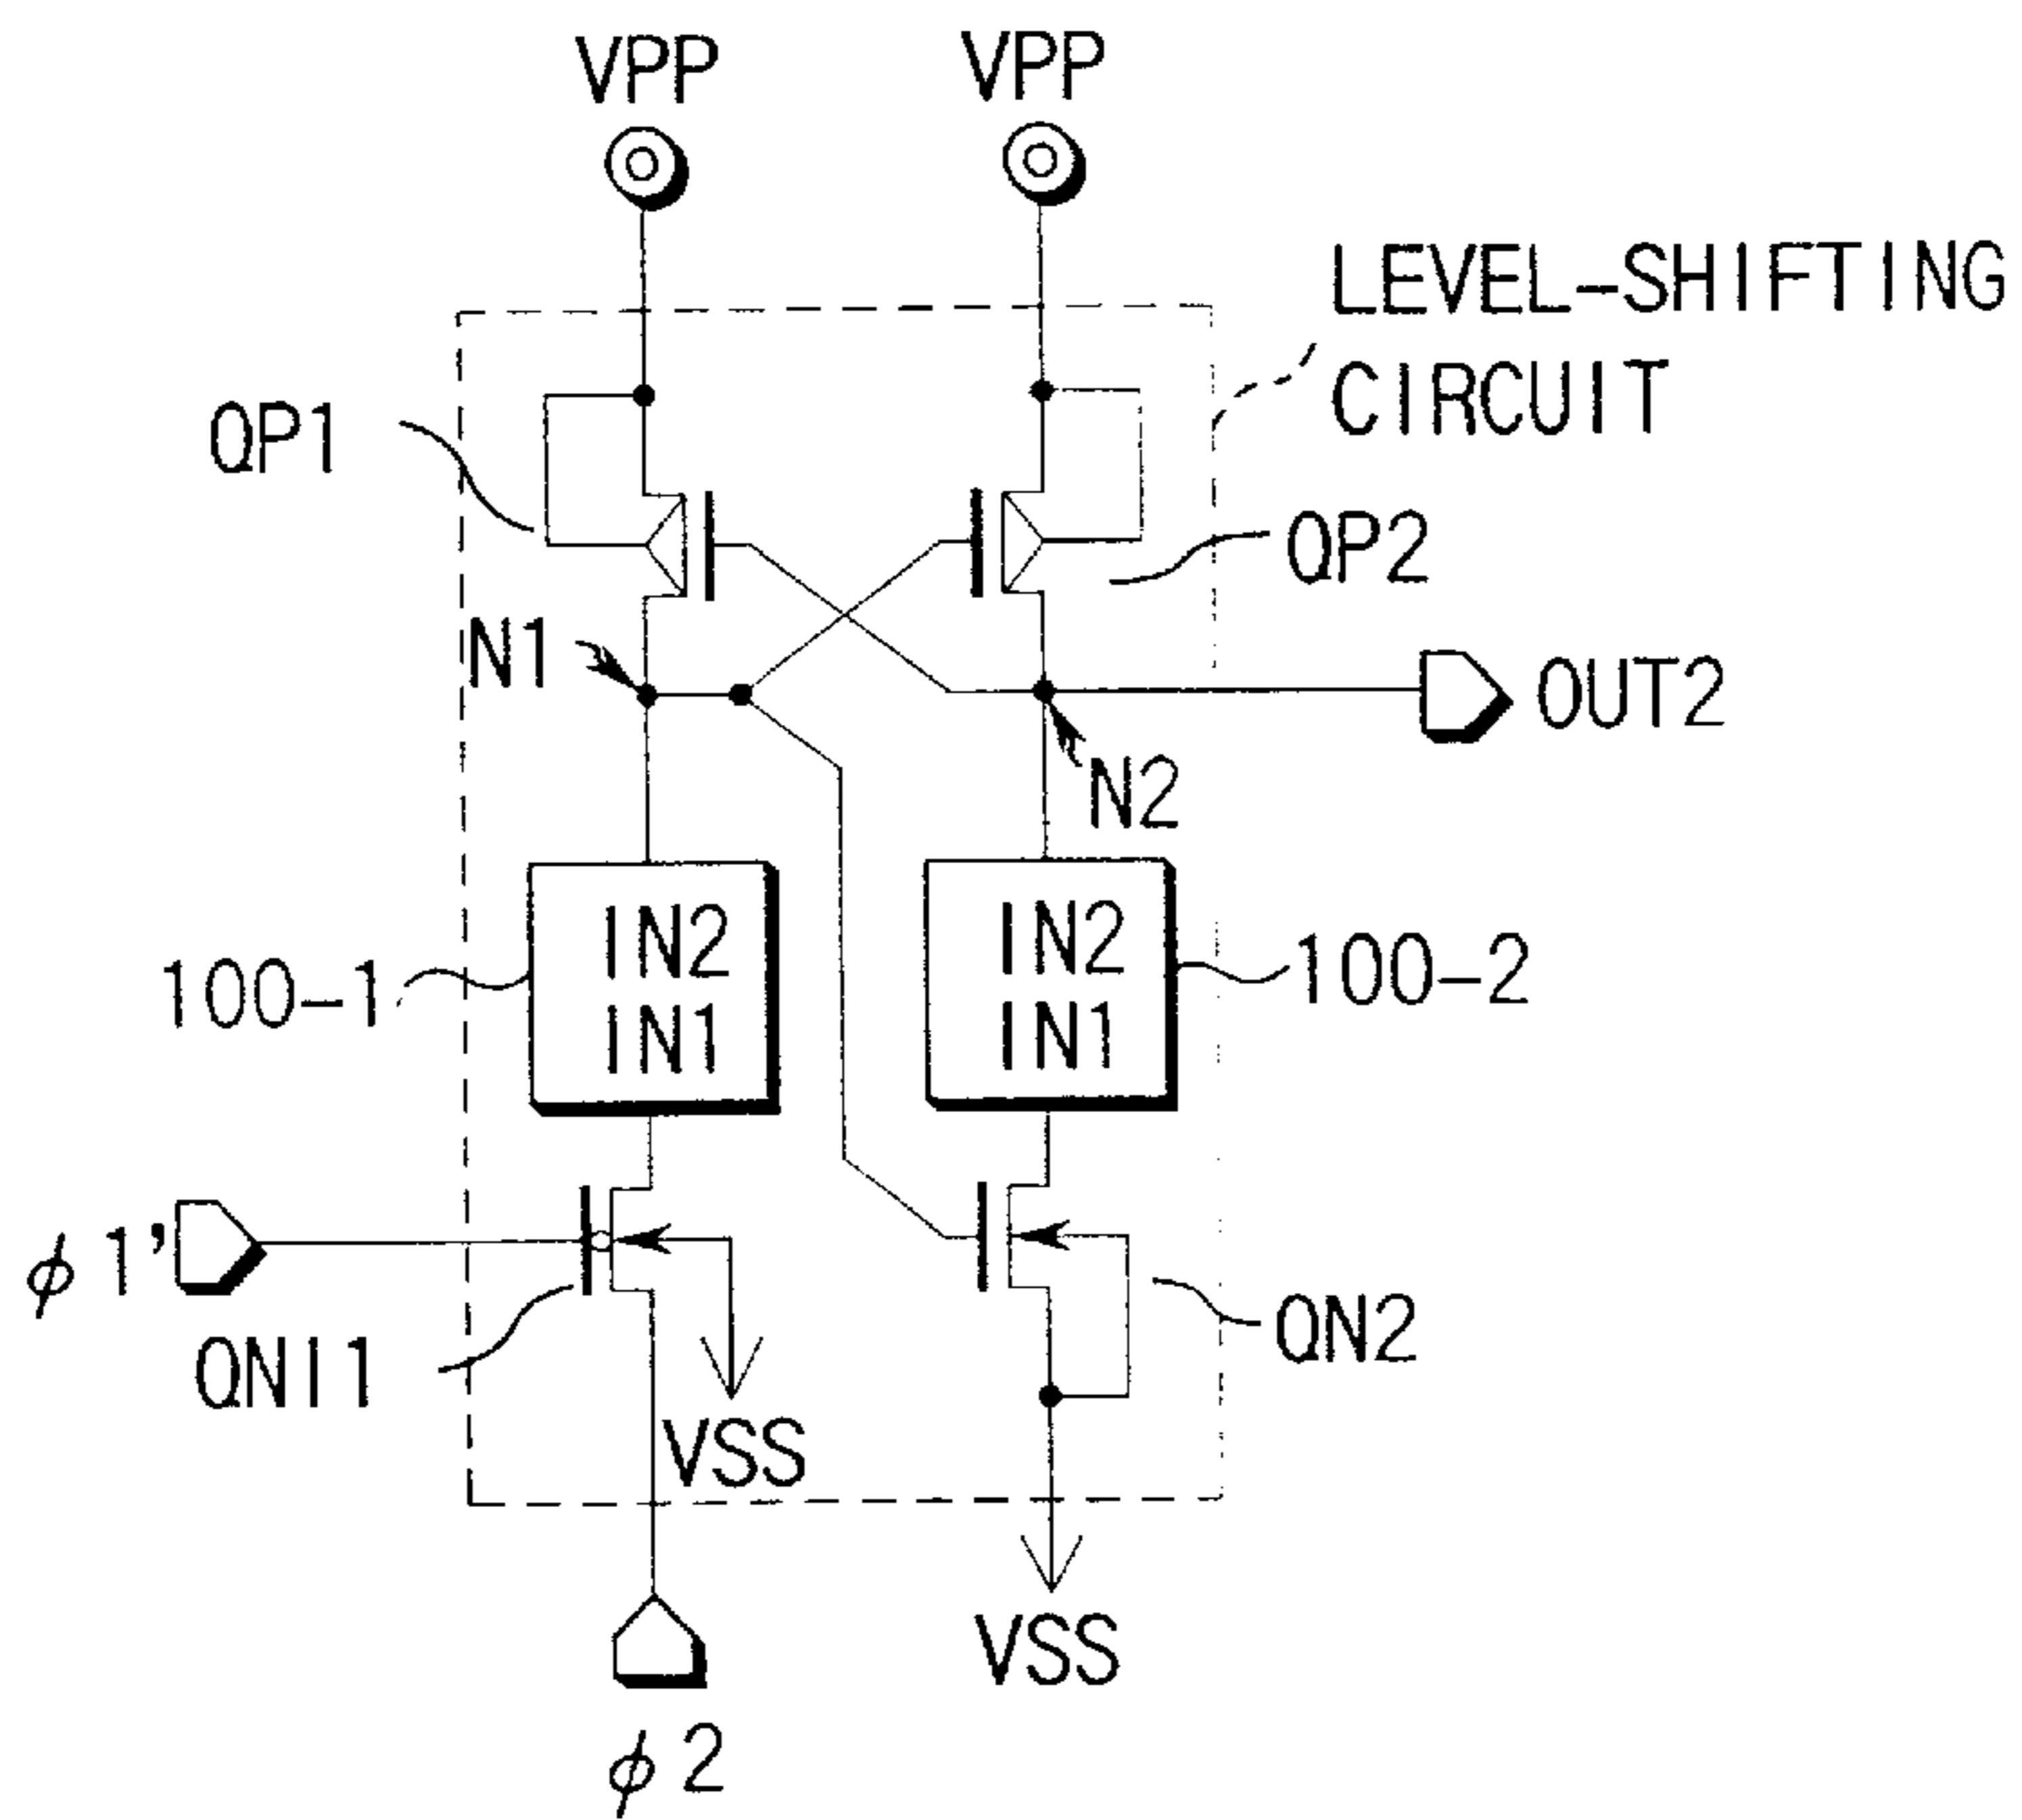 VPP
VPP
LEVEL-SHIFTING
CIRCUIT
QP1
QP2
N1
OUT2
N2
IN2
IN1
IN2
IN1
100-1
100-2
ϕ1'
QNI1
QN2
VSS
VSS
ϕ2